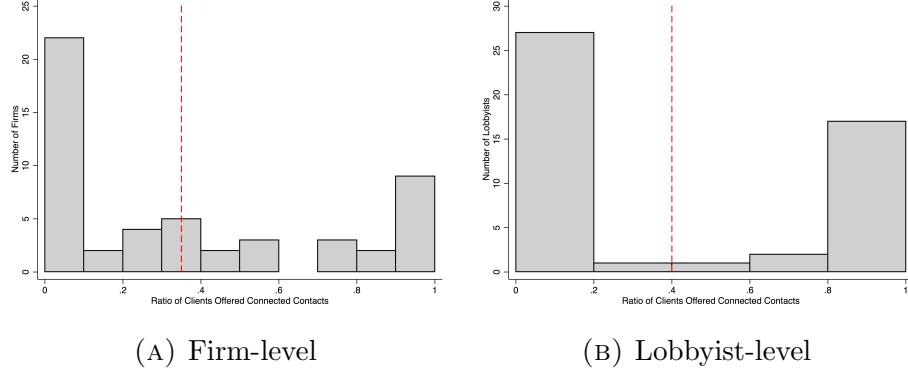 25
20
15
10
5
0
Number of Firms
0 .2 .4 .6 .8 1
Ratio of Clients Offered Connected Contacts
(A) Firm-level
30
25
20
15
10
5
0
Number of Lobbyists
0 .2 .4 .6 .8 1
Ratio of Clients Offered Connected Contacts
(B) Lobbyist-level